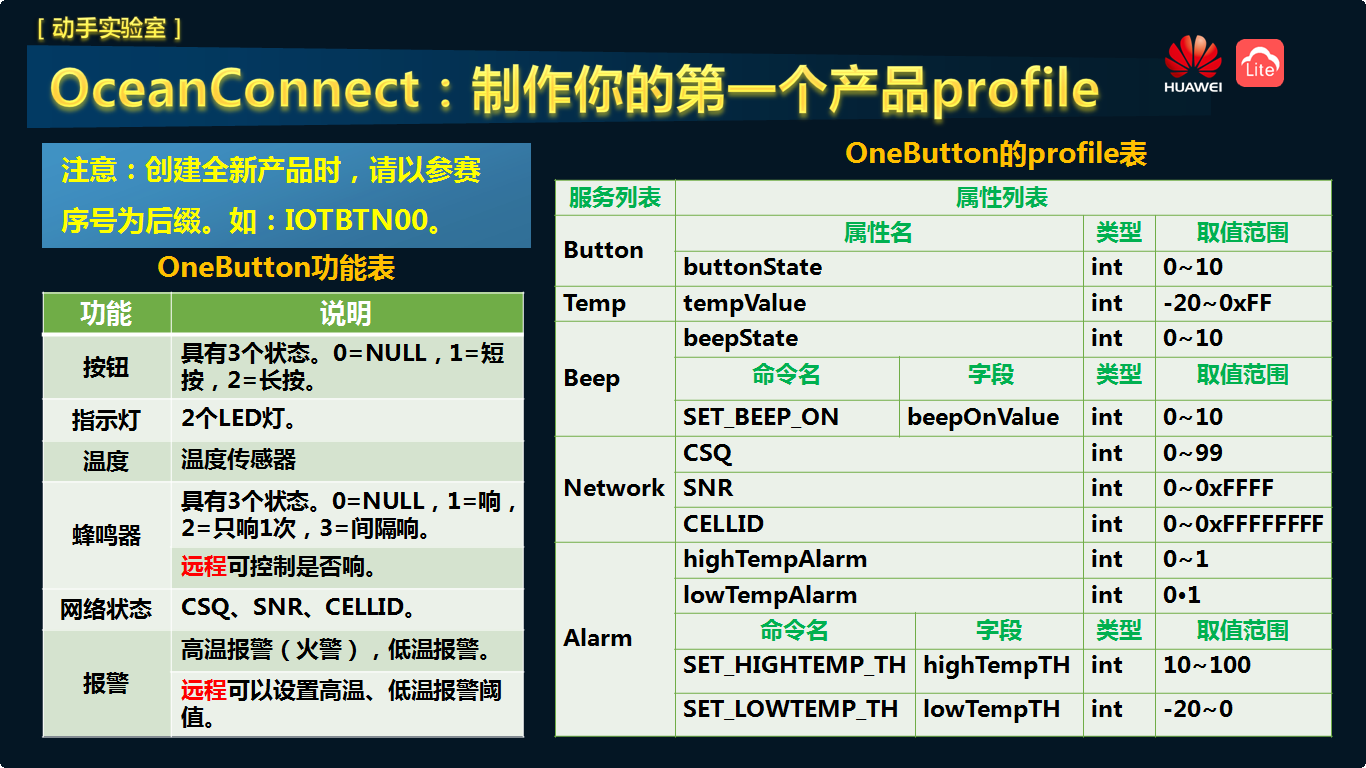 [ 动手实验室 ]
OceanConnect：制作你的第一个产品profile
HUAWEI
Lite
注意：创建全新产品时，请以参赛
序号为后缀。如：IOTBTN00。
OneButton功能表
功能 说明
按钮 具有3个状态。0=NULL，1=短
按，2=长按。
指示灯 2个LED灯。
温度 温度传感器
蜂鸣器 具有3个状态。0=NULL，1=响，
2=只响1次，3=间隔响。
远程可控制是否响。
网络状态 CSQ、SNR、CELLID。
报警 高温报警（火警），低温报警。
远程可以设置高温、低温报警阈
值。
OneButton的profile表
服务列表 属性列表
Button 属性名 类型 取值范围
buttonState int 0~10
Temp tempValue int -20~0xFF
Beep beepState int 0~10
命令名 字段 类型 取值范围
SET_BEEP_ON beepOnValue int 0~10
Network CSQ int 0~99
SNR int 0~0xFFFF
CELLID int 0~0xFFFFFFFF
Alarm highTempAlarm int 0~1
lowTempAlarm int 0•1
命令名 字段 类型 取值范围
SET_HIGHTEMP_TH highTempTH int 10~100
SET_LOWTEMP_TH lowTempTH int -20~0